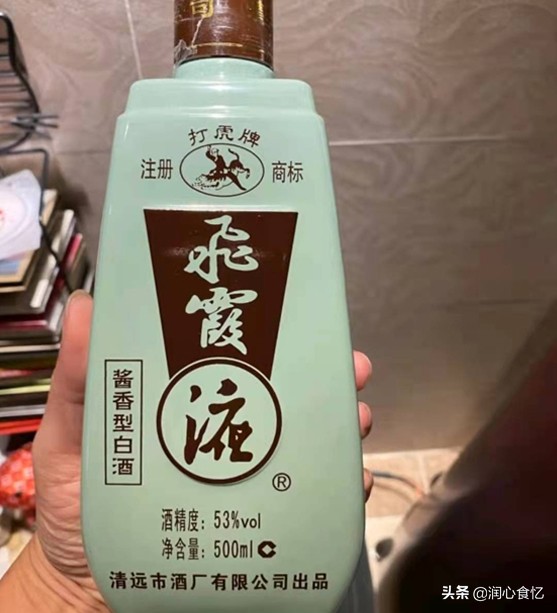 司
打虎牌
注册 商标
飛霞
液
酱香型白酒
®
酒精度：53%vol
净含量：500ml
清远市酒厂有限公司出品
头条 @润心食忆